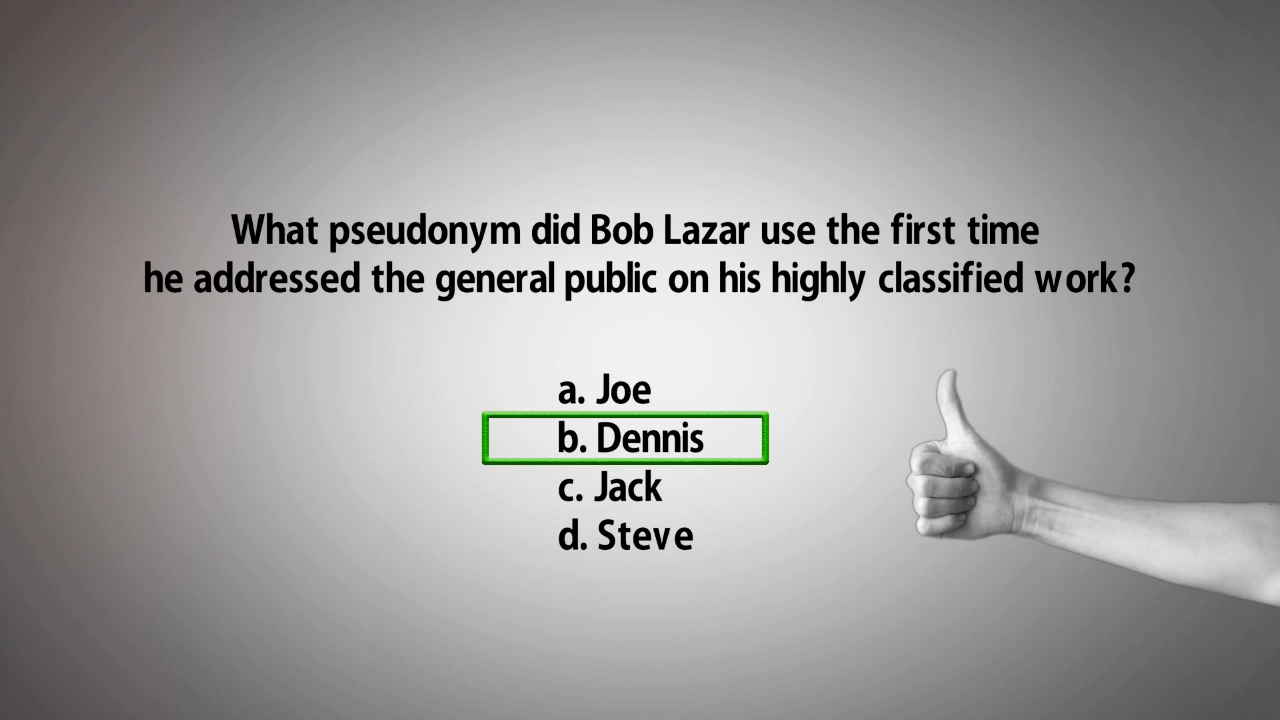 What pseudonym did Bob Lazar use the first time
he addressed the general public on his highly classified work?
a. Joe
b. Dennis
c. Jack
d. Steve